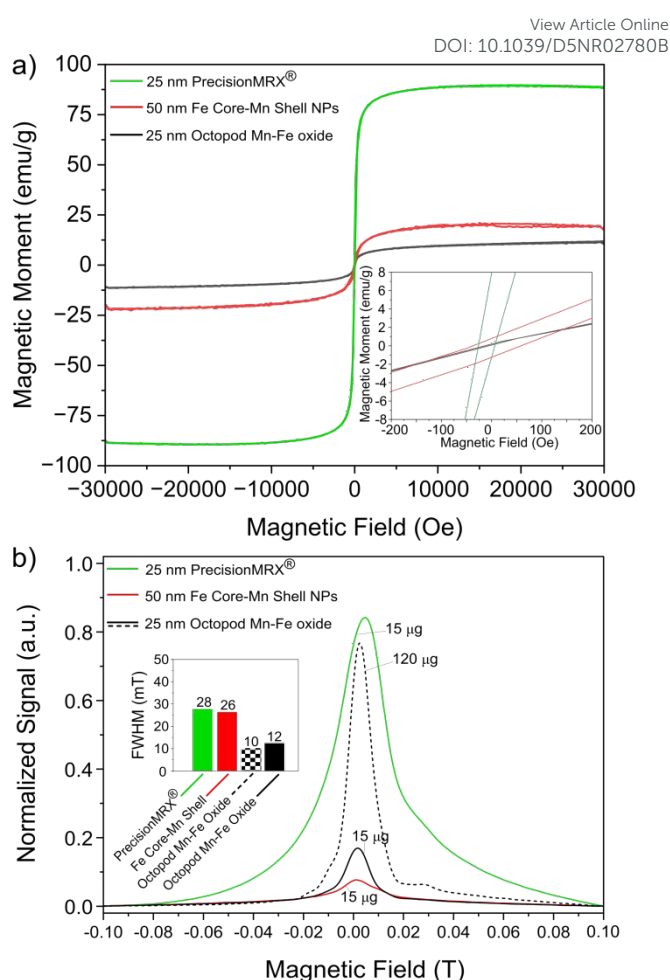 View Article Online
DOI: 10.1039/D5NR02780B
a)
100
75
50
25
0
−25
−50
−75
−100
Magnetic Moment (emu/g)
25 nm PrecisionMRX®
50 nm Fe Core-Mn Shell NPs
25 nm Octopod Mn-Fe oxide
8
6
4
2
0
-2
-4
-6
-8
Magnetic Moment (emu/g)
-200 -100 0 100 200
Magnetic Field (Oe)
−30000 −20000 −10000 0 10000 20000 30000
Magnetic Field (Oe)
b)
1.0
0.8
0.6
0.4
0.2
0.0
Normalized Signal (a.u.)
25 nm PrecisionMRX®
50 nm Fe Core-Mn Shell NPs
25 nm Octopod Mn-Fe oxide
15 µg
120 µg
15 µg
15 µg
50
40
30
20
10
0
FWHM (mT)
28
26
10
12
PrecisionMRX®
Fe Core-Mn Shell
Octopod Mn-Fe Oxide
Octopod Mn-Fe Oxide
-0.10 -0.08 -0.06 -0.04 -0.02 0.00 0.02 0.04 0.06 0.08 0.10
Magnetic Field (T)